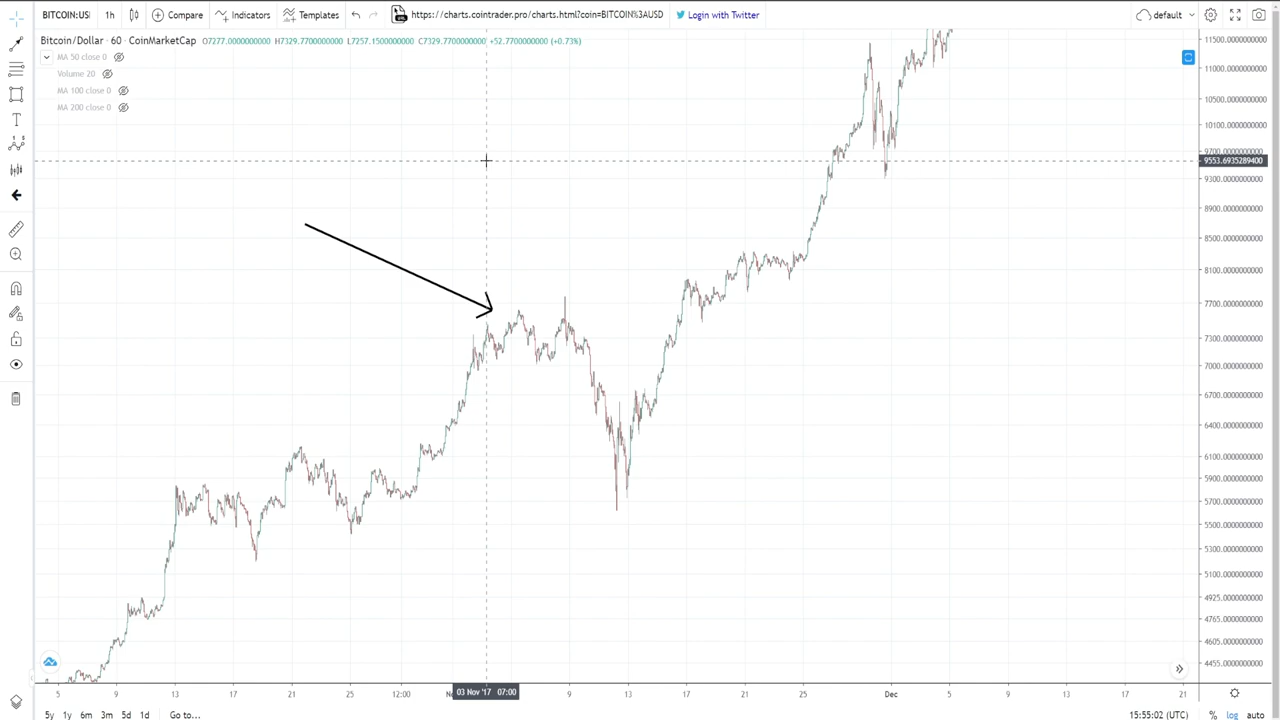 BITCOIN:US
1h
Compare
Indicators
Templates
https://charts.cointrader.pro/charts.html?coin=BITCOIN%3AUSD
Login with Twitter
default
Bitcoin/Dollar · 60 · CoinMarketCap O7277.0000000000 H7329.7700000000 L7257.1500000000 C7329.7700000000 +52.7700000000 (+0.73%)
MA 50 close 0
Volume 20
MA 100 close 0
MA 200 close 0
11500.0000000000
11000.0000000000
10500.0000000000
10100.0000000000
9700.0000000000
9553.6935289400
9300.0000000000
8900.0000000000
8500.0000000000
8100.0000000000
7700.0000000000
7300.0000000000
7000.0000000000
6700.0000000000
6400.0000000000
6100.0000000000
5900.0000000000
5700.0000000000
5500.0000000000
5300.0000000000
5100.0000000000
4925.0000000000
4765.0000000000
4605.0000000000
4455.0000000000
5 9 13 17 21 25 12:00 03 Nov '17 07:00 9 13 17 21 25 Dec 5 9 13 17 21
5y 1y 6m 3m 5d 1d Go to... 15:55:02 (UTC) % log auto